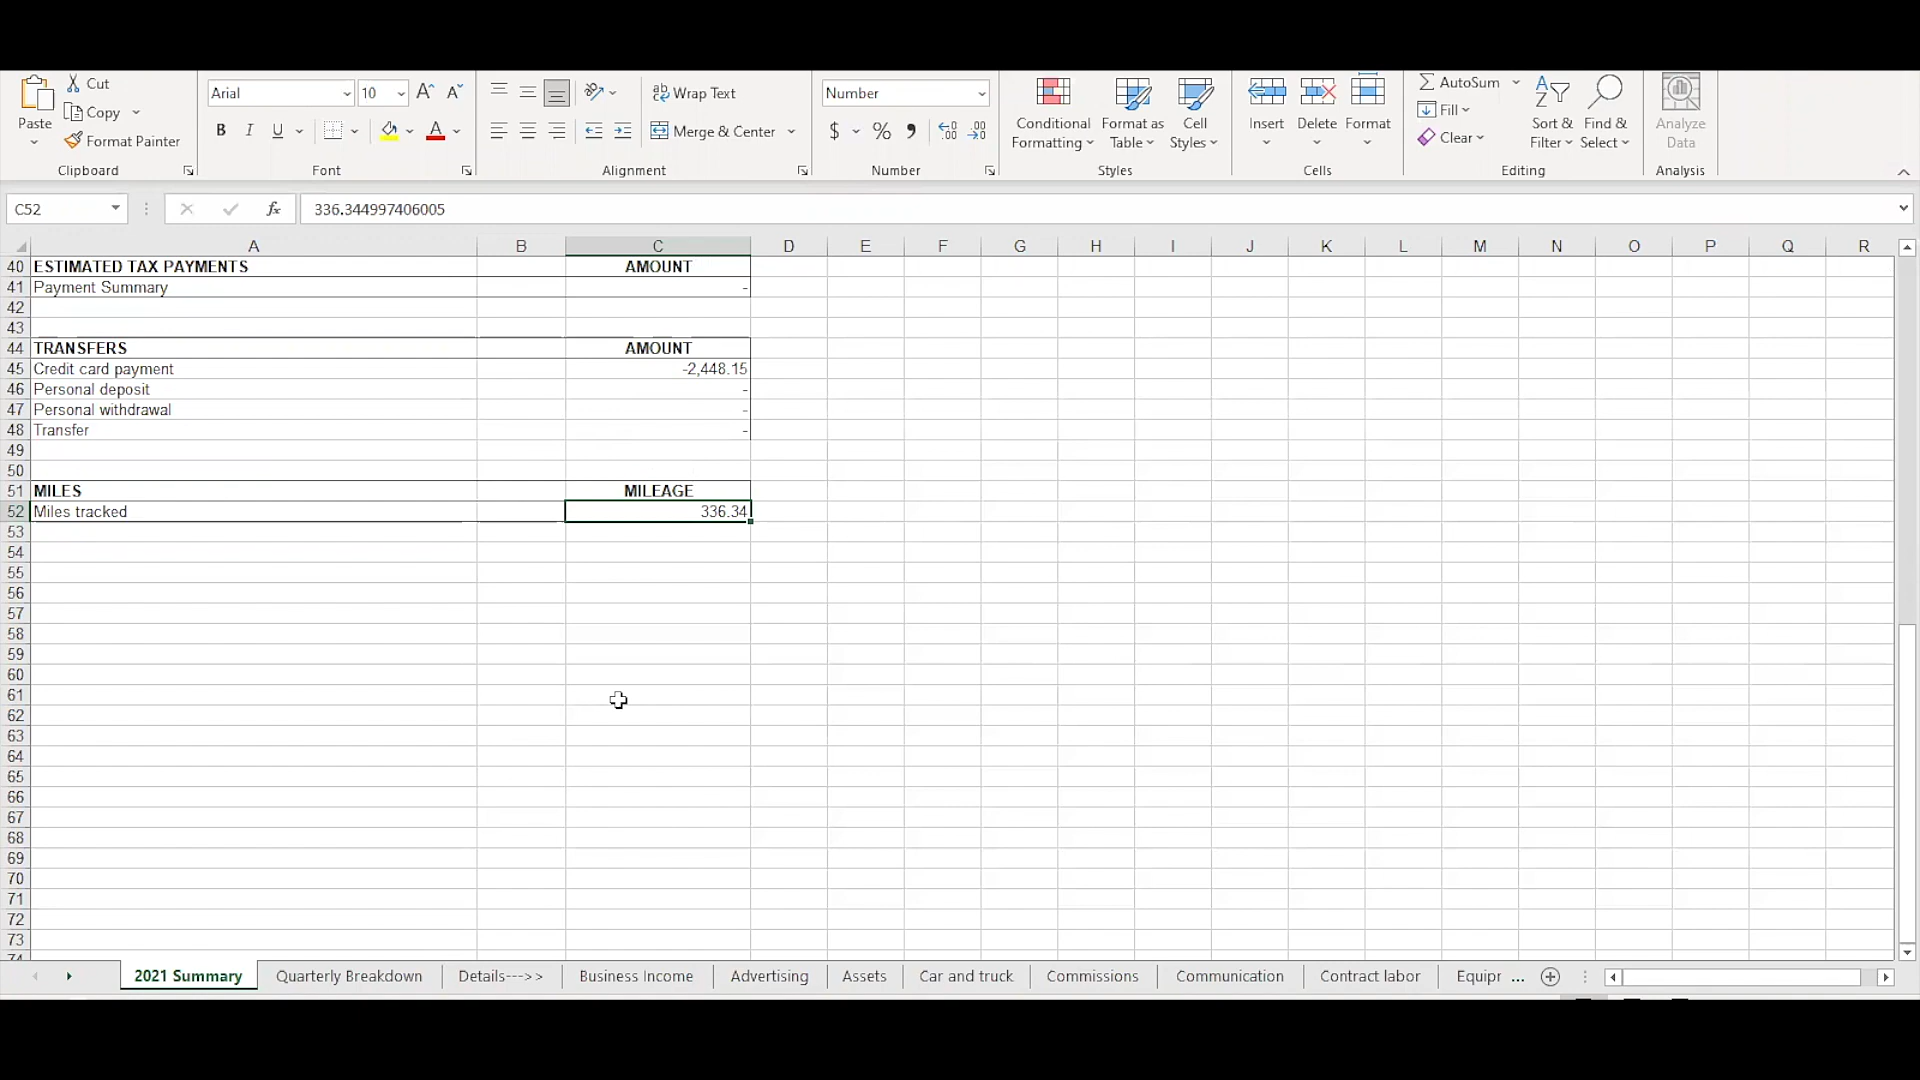 Paste
Cut
Copy
Format Painter
Clipboard
Arial
10
B I U A
Font
Wrap Text
Merge & Center
Alignment
Number
$ %
Number
Conditional Formatting
Format as Table
Cell Styles
Styles
Insert
Delete
Format
Cells
AutoSum
Fill
Clear
Sort & Filter
Find & Select
Editing
Analyze Data
Analysis
C52
fx
336.344997406005
A B C D E F G H I J K L M N O P Q R
40 ESTIMATED TAX PAYMENTS AMOUNT
41 Payment Summary -
42
43
44 TRANSFERS AMOUNT
45 Credit card payment -2,448.15
46 Personal deposit -
47 Personal withdrawal -
48 Transfer -
49
50
51 MILES MILEAGE
52 Miles tracked 336.34
53
54
55
56
57
58
59
60
61
62
63
64
65
66
67
68
69
70
71
72
73
74
2021 Summary Quarterly Breakdown Details--->> Business Income Advertising Assets Car and truck Commissions Communication Contract labor Equipr ...